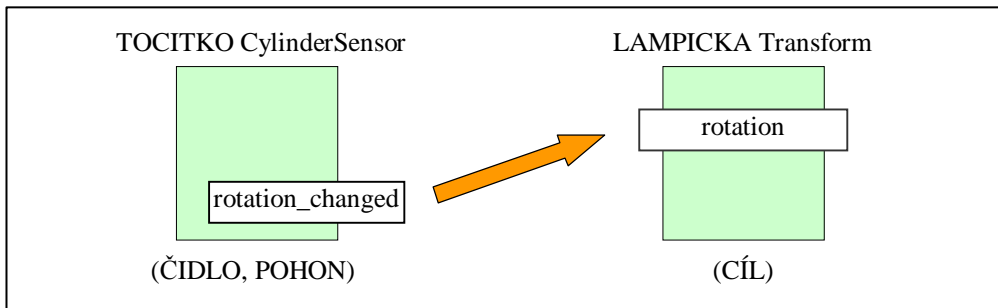 TOCITKO CylinderSensor
LAMPICKA Transform
rotation
rotation_changed
(ČIDLO, POHON)
(CÍL)